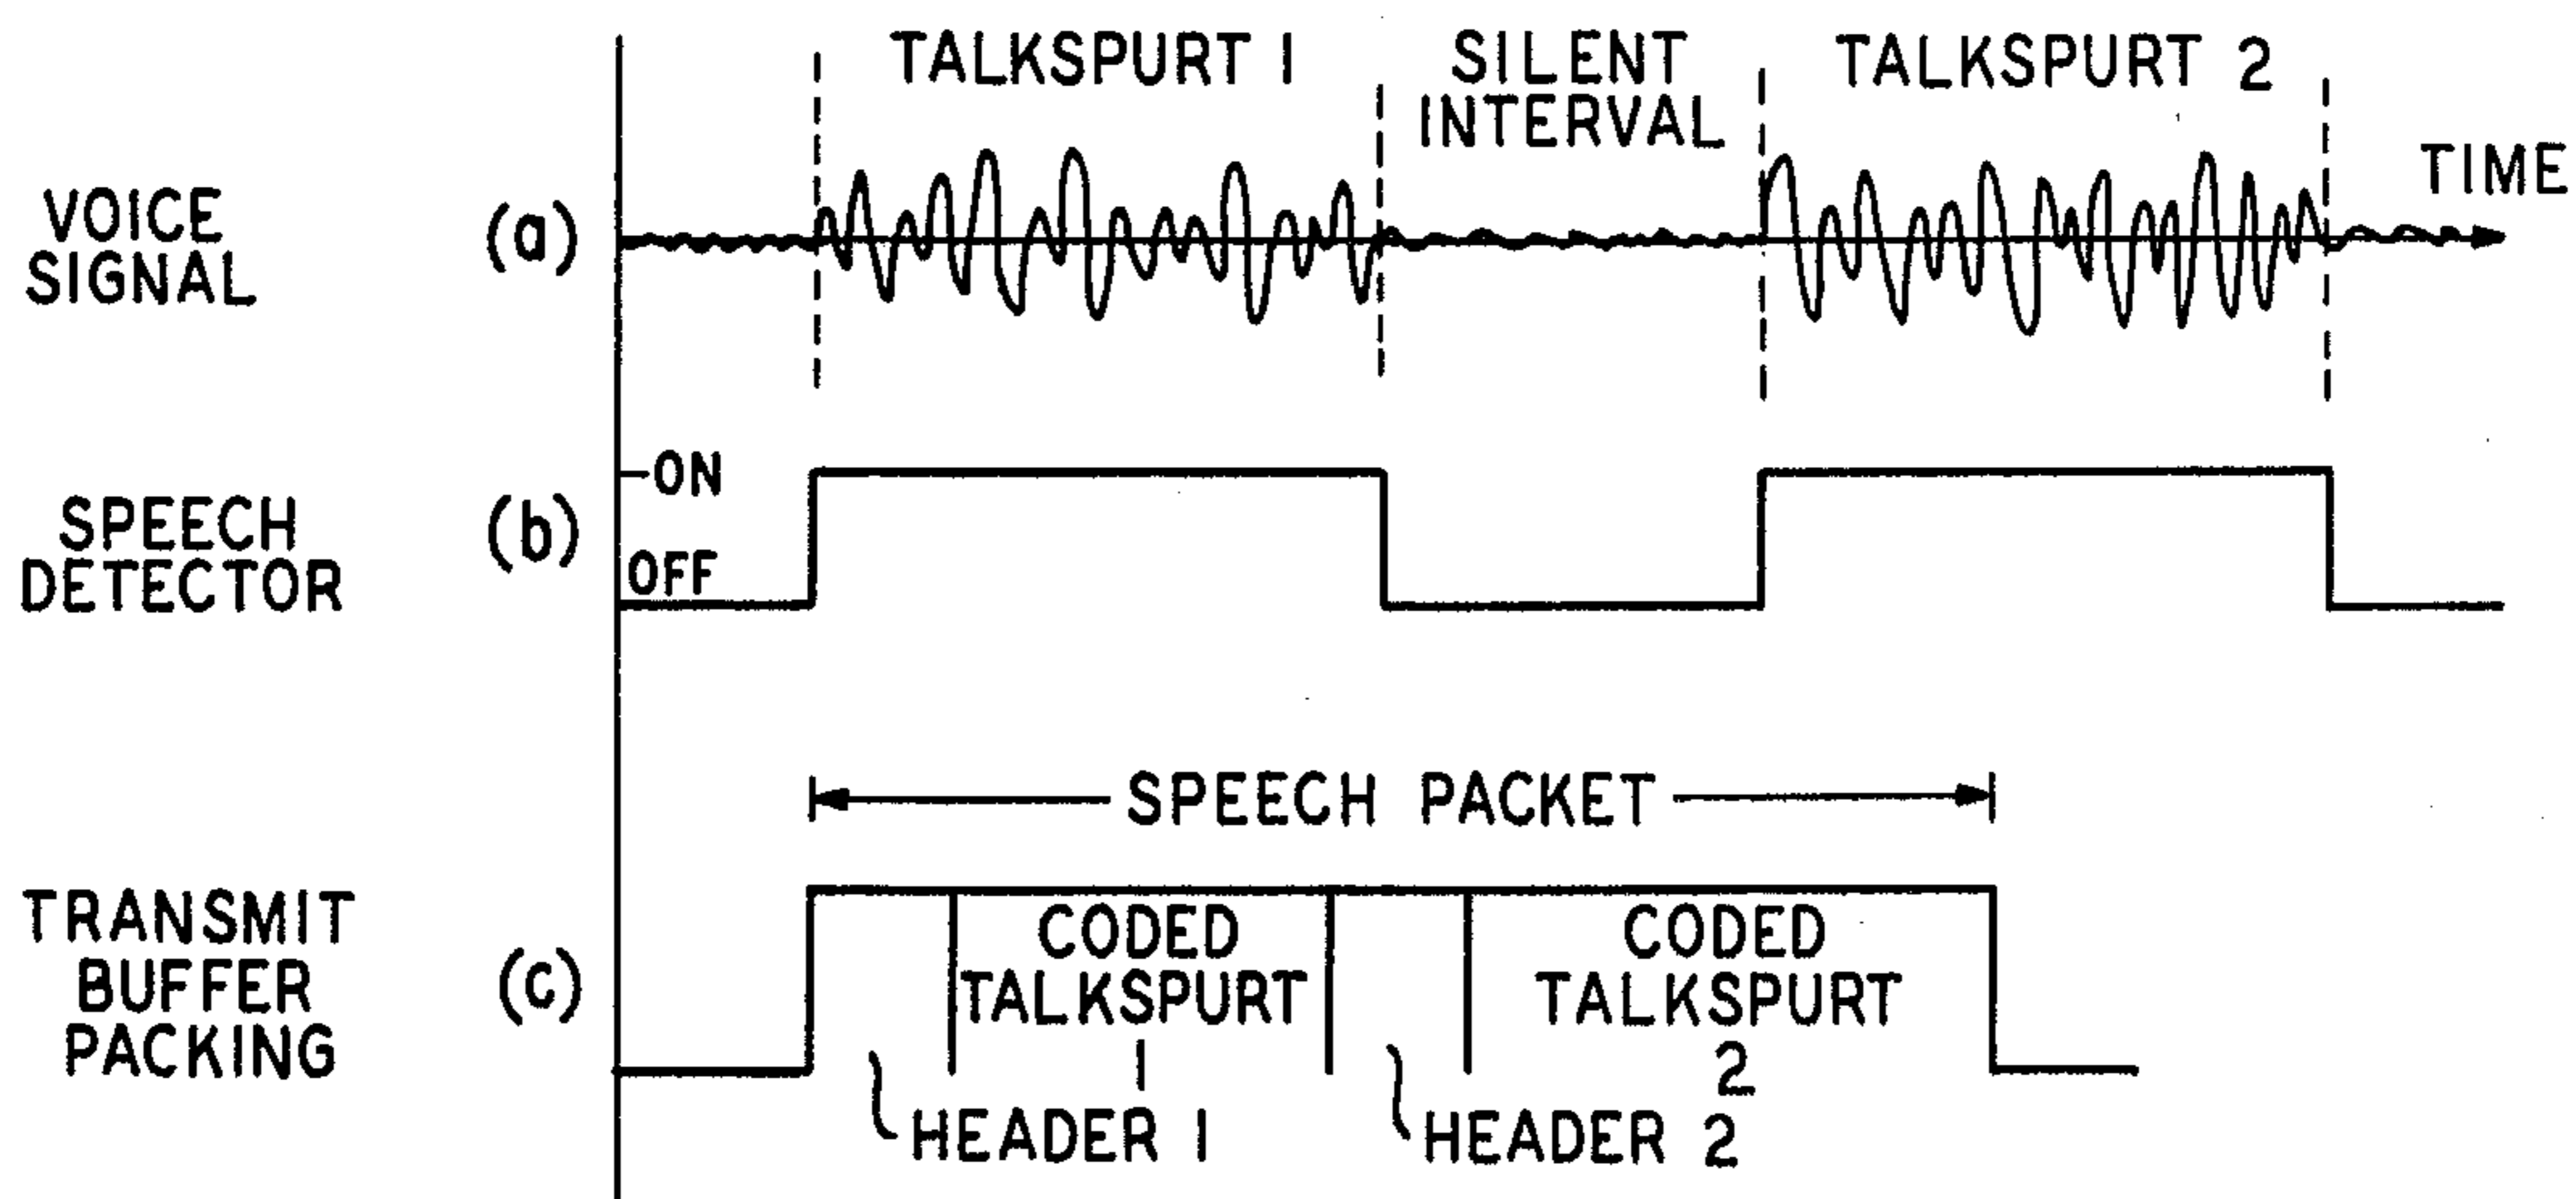 TALKSPURT 1
SILENT
INTERVAL
TALKSPURT 2
TIME
VOICE
SIGNAL
(a)
SPEECH
DETECTOR
(b)
ON
OFF
SPEECH PACKET
TRANSMIT
BUFFER
PACKING
(c)
CODED
TALKSPURT
1
CODED
TALKSPURT
2
HEADER 1
HEADER 2